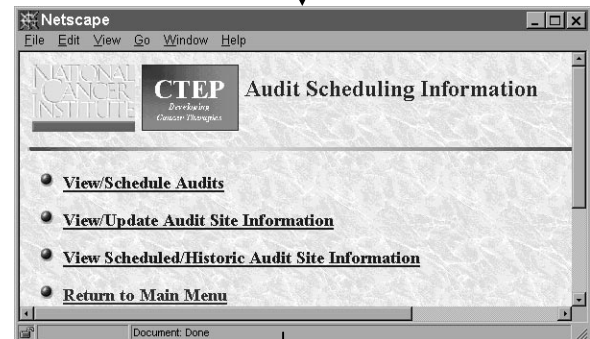 Netscape
File Edit View Go Window Help
NATIONAL
CANCER
INSTITUTE
CTEP
Developing
Cancer Therapies
Audit Scheduling Information
View/Schedule Audits
View/Update Audit Site Information
View Scheduled/Historic Audit Site Information
Return to Main Menu
Document: Done